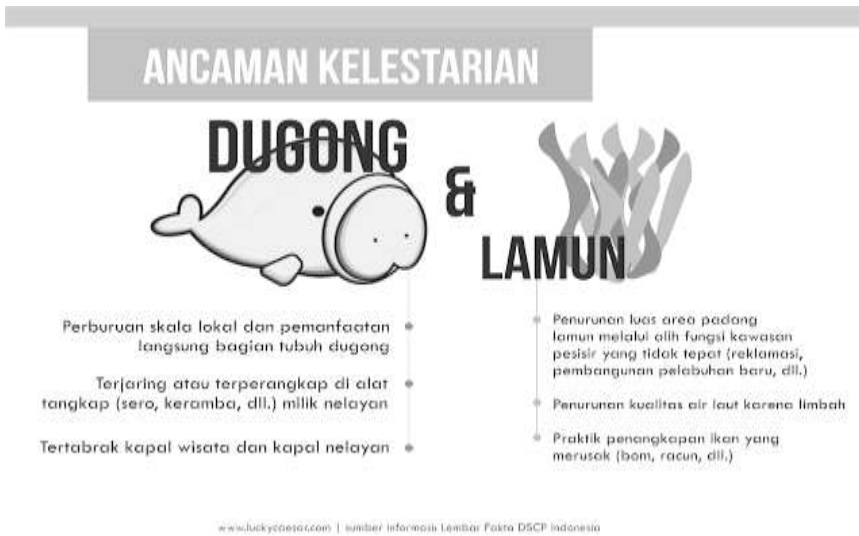 ANCAMAN KELESTARIAN
DUGONG
&
LAMUN
Perburuan skala lokal dan pemanfaatan
langsung bagian tubuh dugong
Terjaring atau terperangkap di alat
tangkap (sero, keramba, dll.) milik nelayan
Tertabrak kapal wisata dan kapal nelayan
Penurunan luas area padang
lamun melalui alih fungsi kawasan
pesisir yang tidak tepat (reklamasi,
pembangunan pelabuhan baru, dll.)
Penurunan kualitas air laut karena limbah
Praktik penangkapan ikan yang
merusak (bom, racun, dll.)
www.luckycaesar.com | sumber informasi Lembar Fakta DSCP Indonesia